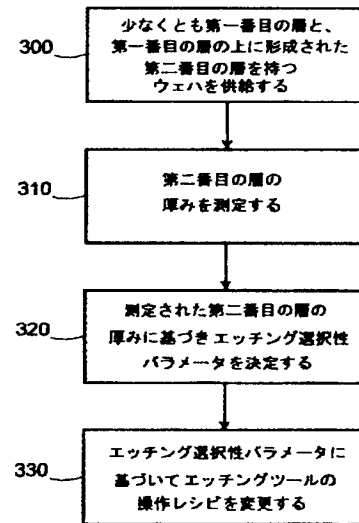 300
少なくとも第一番目の層と、
第一番目の層の上に形成された
第二番目の層を持つ
ウェハを供給する
310
第二番目の層の
厚みを測定する
320
測定された第二番目の層の
厚みに基づきエッチング選択性
パラメータを決定する
330
エッチング選択性パラメータに
基づいてエッチングツールの
操作レシピを変更する